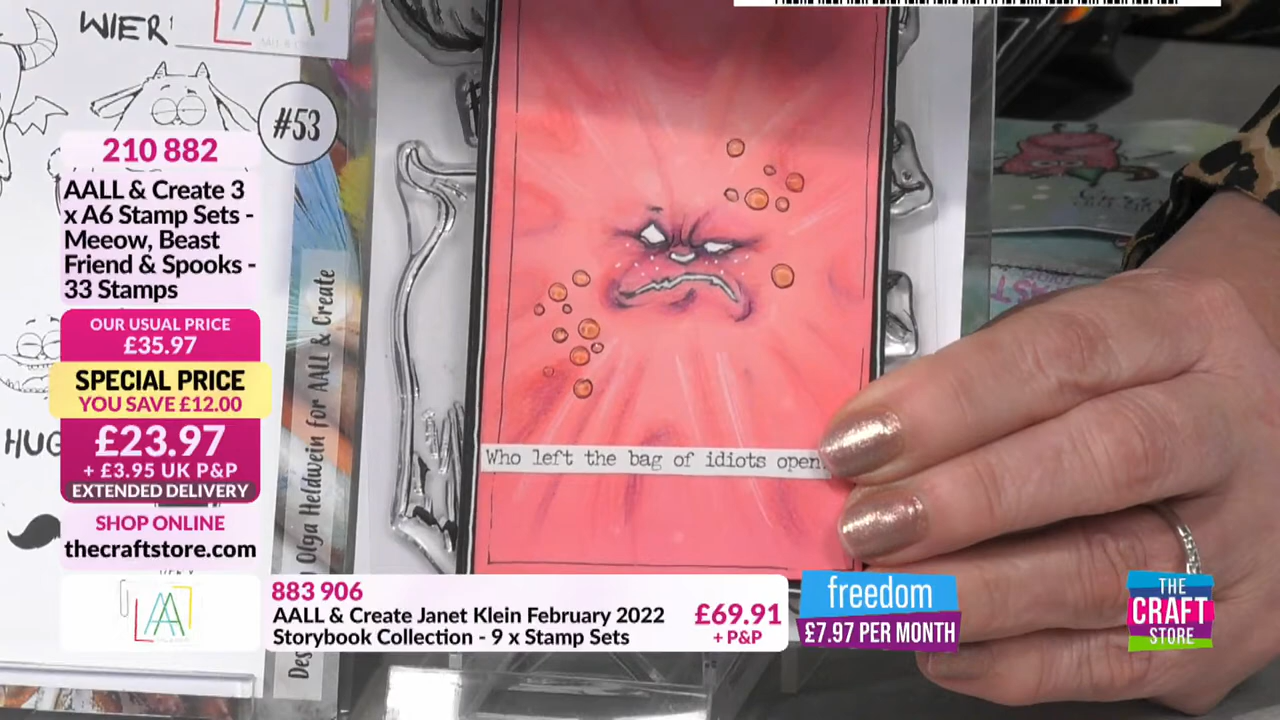 WIER
#53
210 882
AALL & Create 3
x A6 Stamp Sets -
Meeow, Beast
Friend & Spooks -
33 Stamps
OUR USUAL PRICE
£35.97
SPECIAL PRICE
YOU SAVE £12.00
£23.97
+ £3.95 UK P&P
EXTENDED DELIVERY
SHOP ONLINE
thecraftstore.com
HUG
Olga Heldwein for AALL & Create
Who left the bag of idiots open
883 906
AALL & Create Janet Klein February 2022
Storybook Collection - 9 x Stamp Sets
£69.91
+ P&P
freedom
£7.97 PER MONTH
THE
CRAFT
STORE